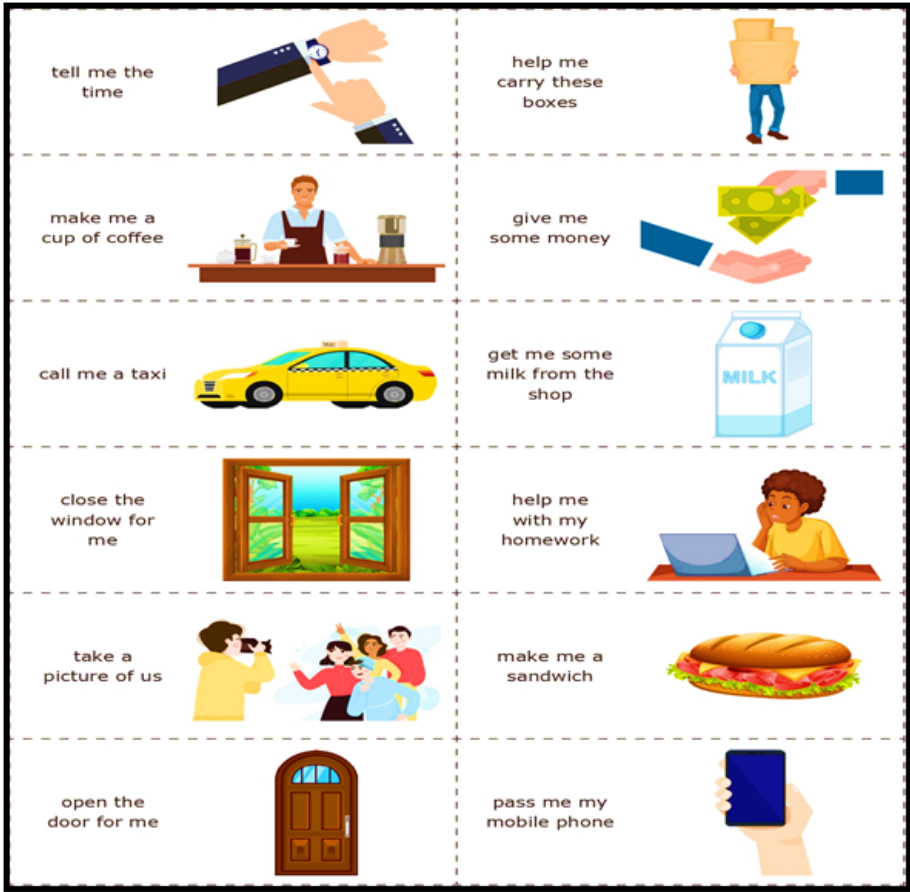 tell me the
time
help me
carry these
boxes
make me a
cup of coffee
give me
some money
call me a taxi
TAXI
get me some
milk from the
shop
MILK
close the
window for
me
help me
with my
homework
take a
picture of us
make me a
sandwich
open the
door for me
pass me my
mobile phone